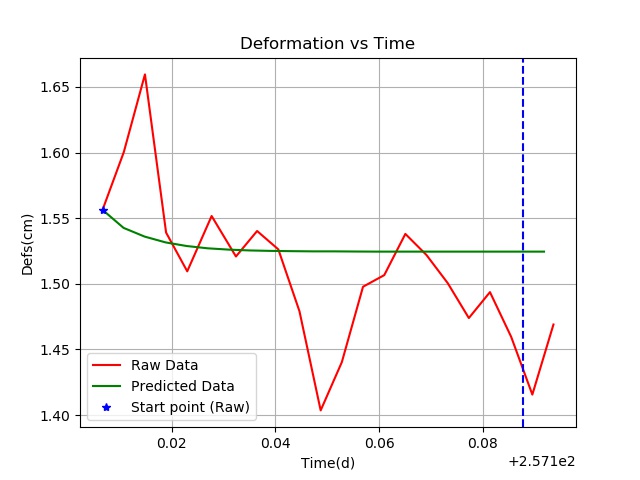 Deformation vs Time
Defs(cm)
1.65
1.60
1.55
1.50
1.45
1.40
Raw Data
Predicted Data
Start point (Raw)
0.02 0.04 0.06 0.08
Time(d)
+2.571e2